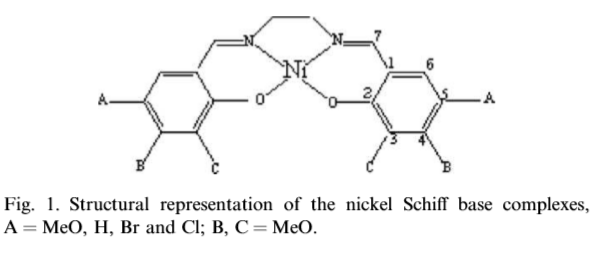 N N 7
Ni 1 6
A O O 2 5 A
3 4
B C C B
Fig. 1. Structural representation of the nickel Schiff base complexes,
A = MeO, H, Br and Cl; B, C = MeO.